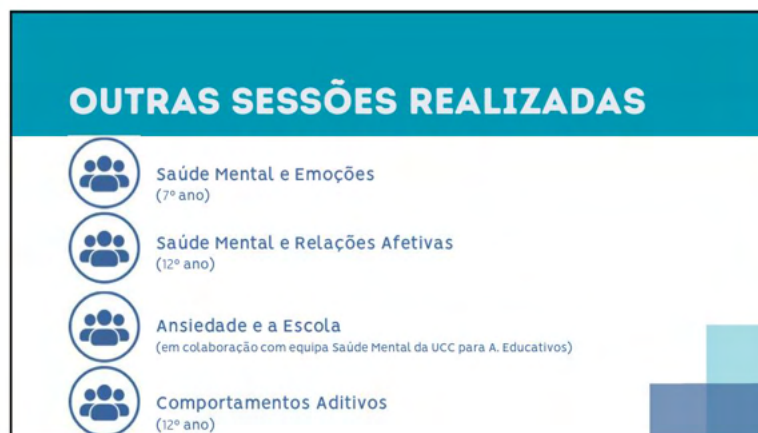 OUTRAS SESSÕES REALIZADAS
Saúde Mental e Emoções
(7º ano)
Saúde Mental e Relações Afetivas
(12º ano)
Ansiedade e a Escola
(em colaboração com equipa Saúde Mental da UCC para A. Educativos)
Comportamentos Aditivos
(12º ano)